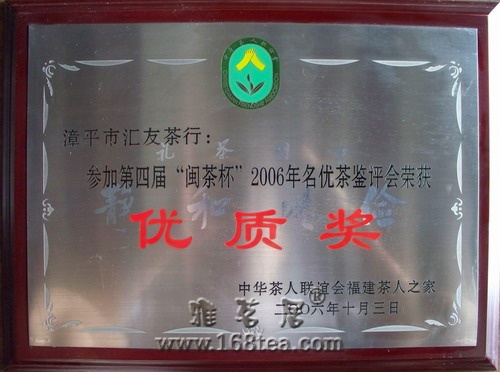 漳平市汇友茶行:
参加第四届“闽茶杯”2006年名优茶鉴评会荣获
优质奖
中华茶人联谊会福建茶人之家
二〇〇六年十月三日
雅茗居®
www.168tea.com